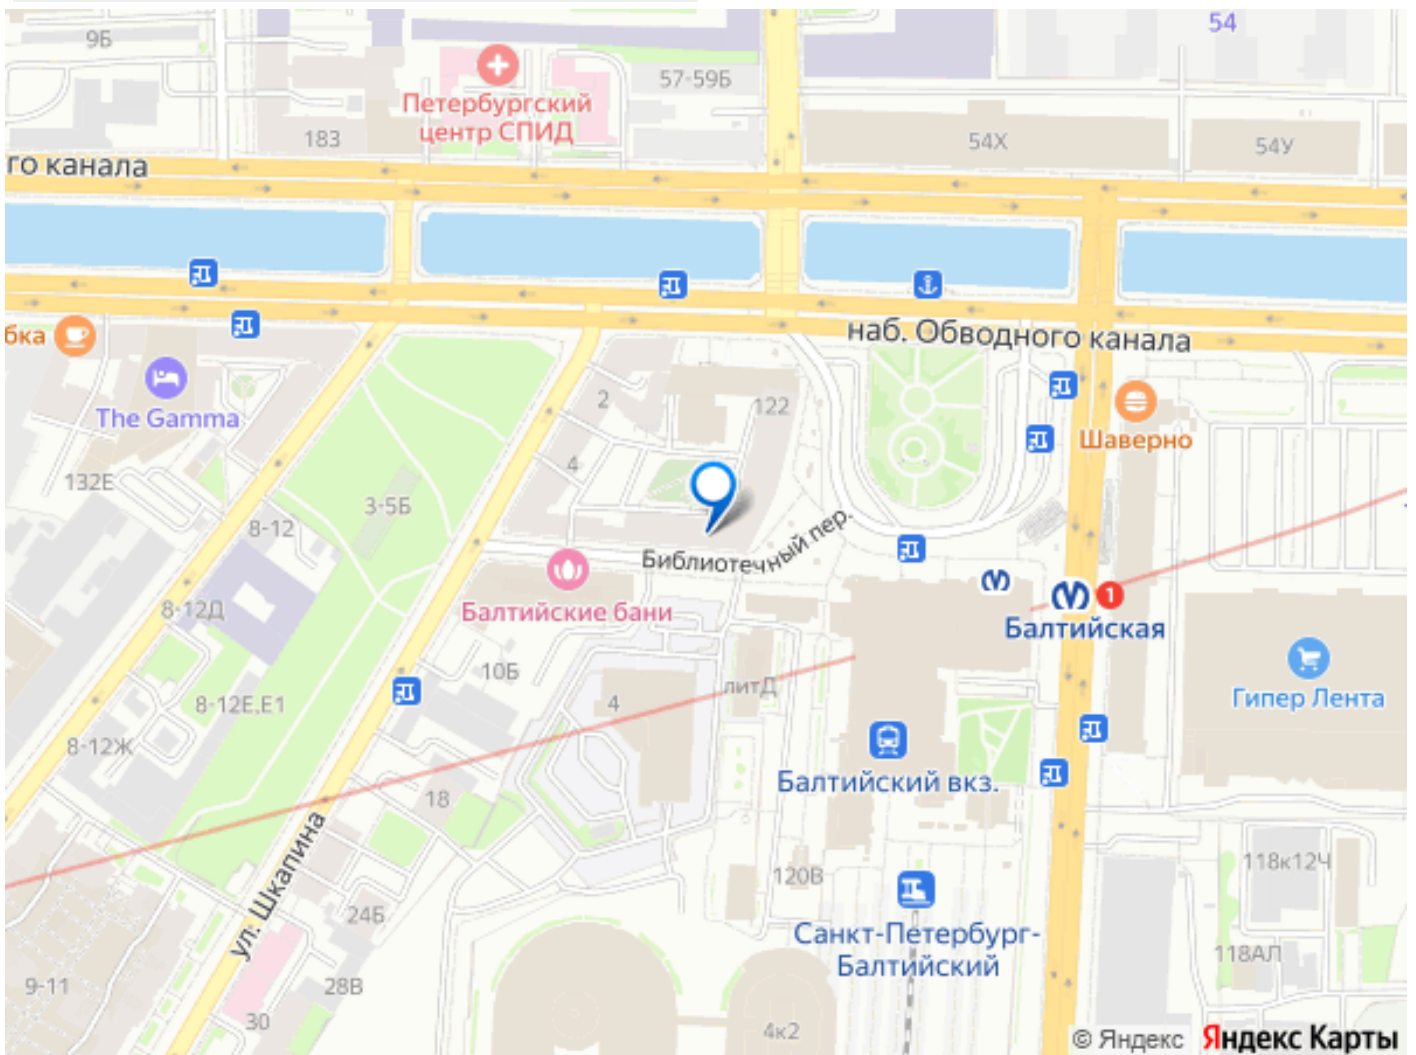 9Б
54
57-59Б
Петербургский
центр СПИД
183
54Х
54У
го канала
наб. Обводного канала
бка
The Gamma
2
122
Шаверно
132Е
4
3-5Б
8-12
Библиотечный пер.
Балтийские бани
8-12Д
1
Балтийская
10Б
литД
8-12Е,Е1
4
Гипер Лента
8-12Ж
Балтийский вкз.
18
ул. Шкапина
120В
118к12Ч
24Б
Санкт-Петербург-
Балтийский
118АЛ
9-11
28В
30
4к2
© Яндекс Яндекс Карты